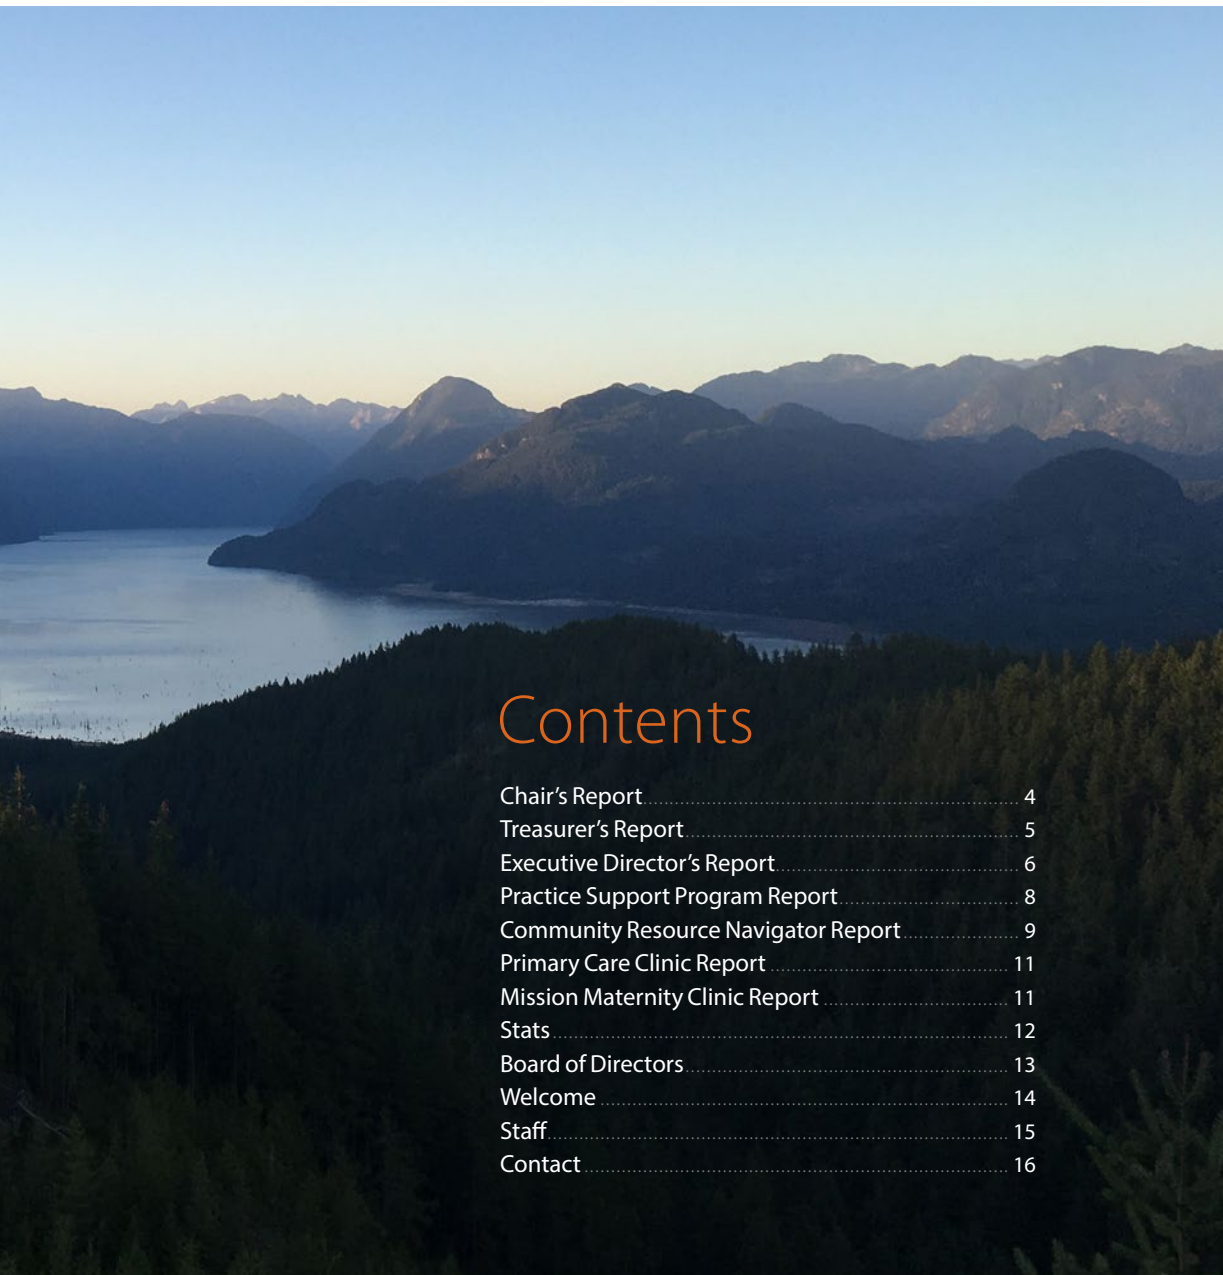 Contents
Chair's Report 4
Treasurer's Report 5
Executive Director's Report 6
Practice Support Program Report 8
Community Resource Navigator Report 9
Primary Care Clinic Report 11
Mission Maternity Clinic Report 11
Stats 12
Board of Directors 13
Welcome 14
Staff 15
Contact 16